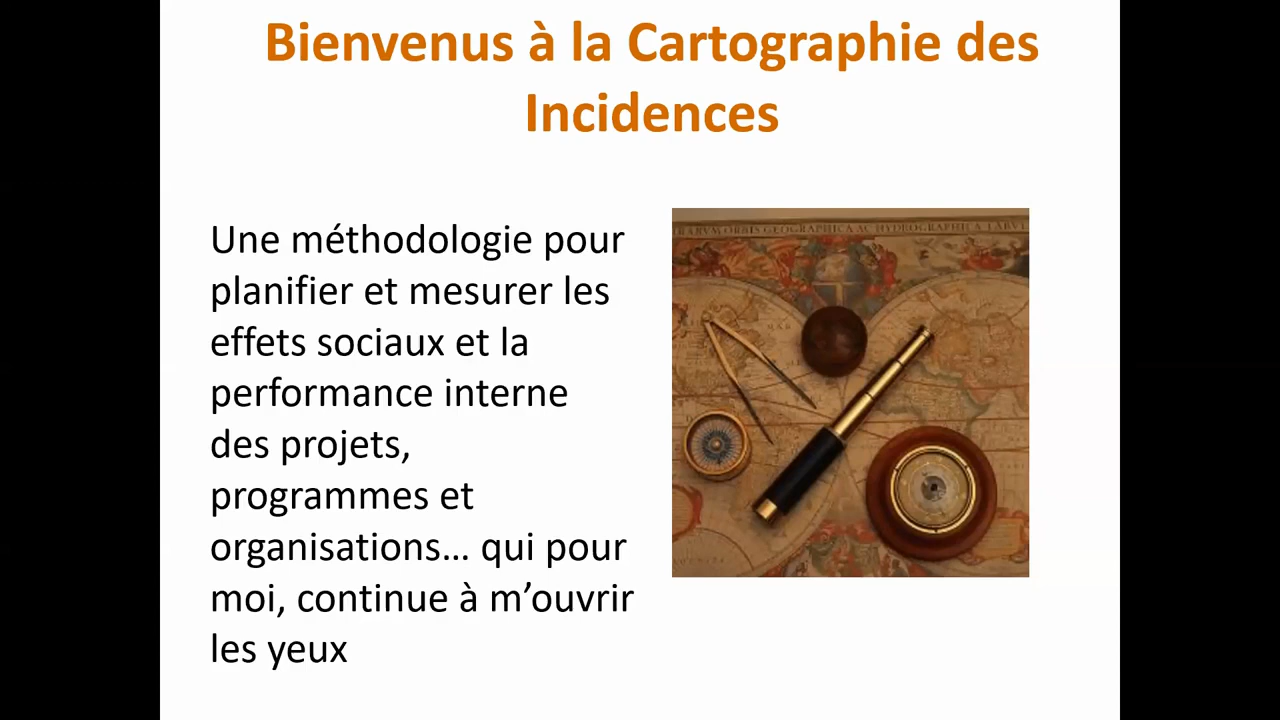 Bienvenus à la Cartographie des
Incidences
Une méthodologie pour
planifier et mesurer les
effets sociaux et la
performance interne
des projets,
programmes et
organisations… qui pour
moi, continue à m’ouvrir
les yeux